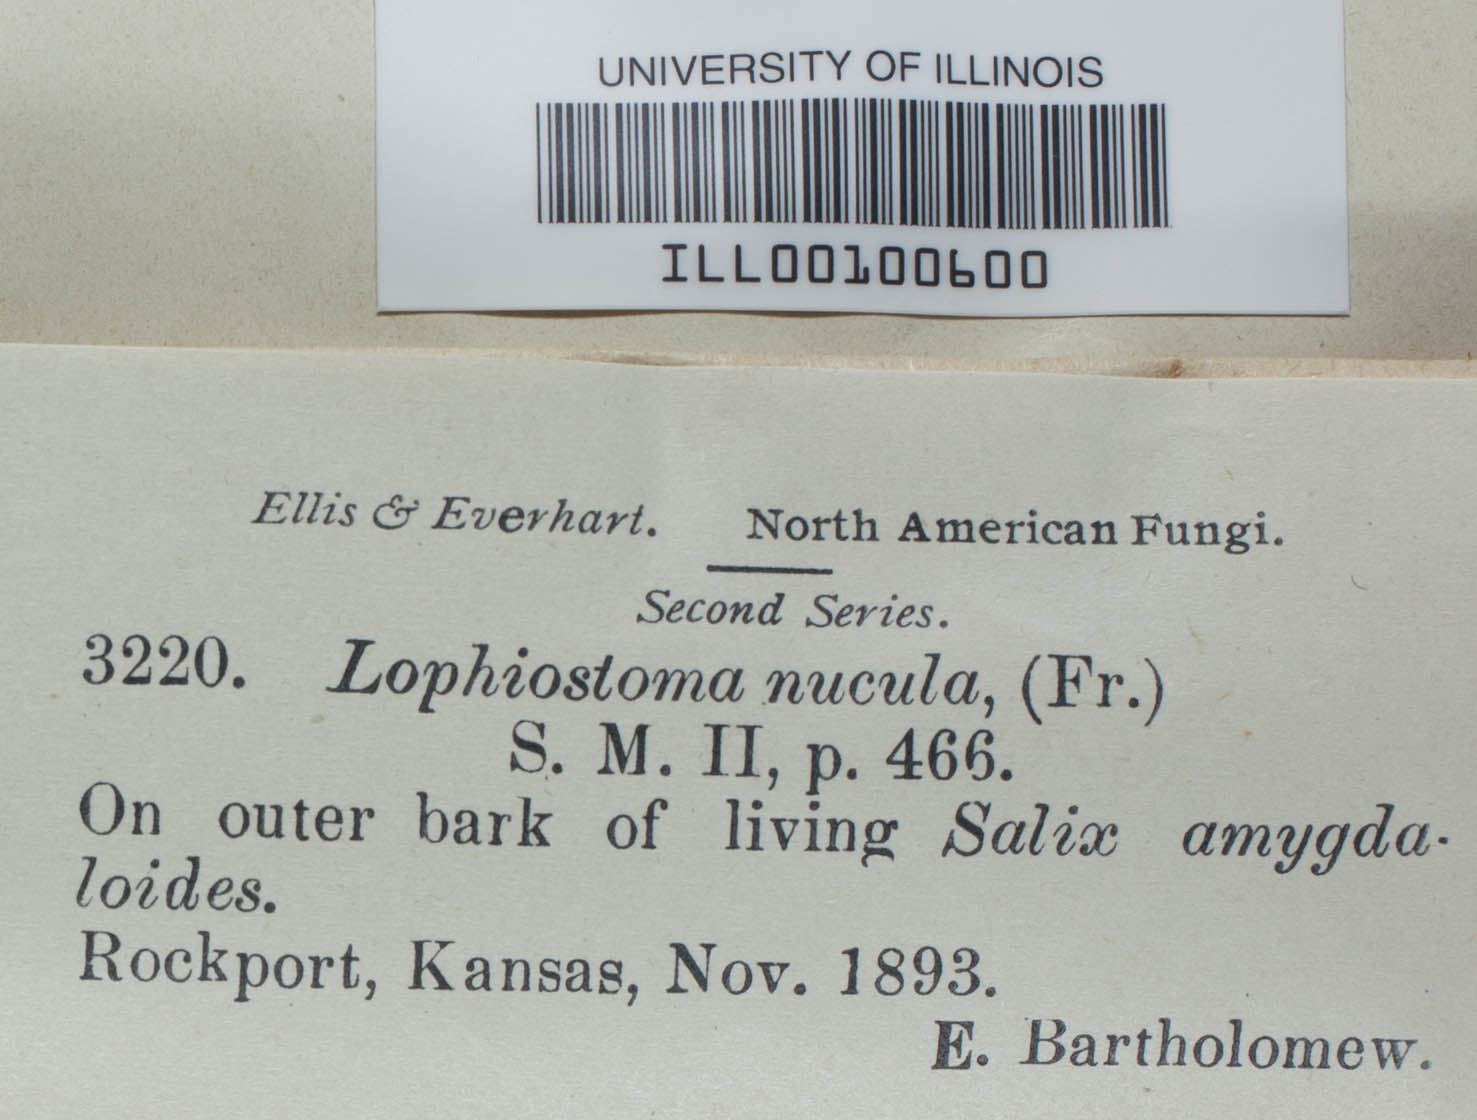 UNIVERSITY OF ILLINOIS
ILL00100600
Ellis & Everhart. North American Fungi.
Second Series.
3220. Lophiostoma nucula, (Fr.)
S. M. II, p. 466.
On outer bark of living Salix amygda-
loides.
Rockport, Kansas, Nov. 1893.
E. Bartholomew.